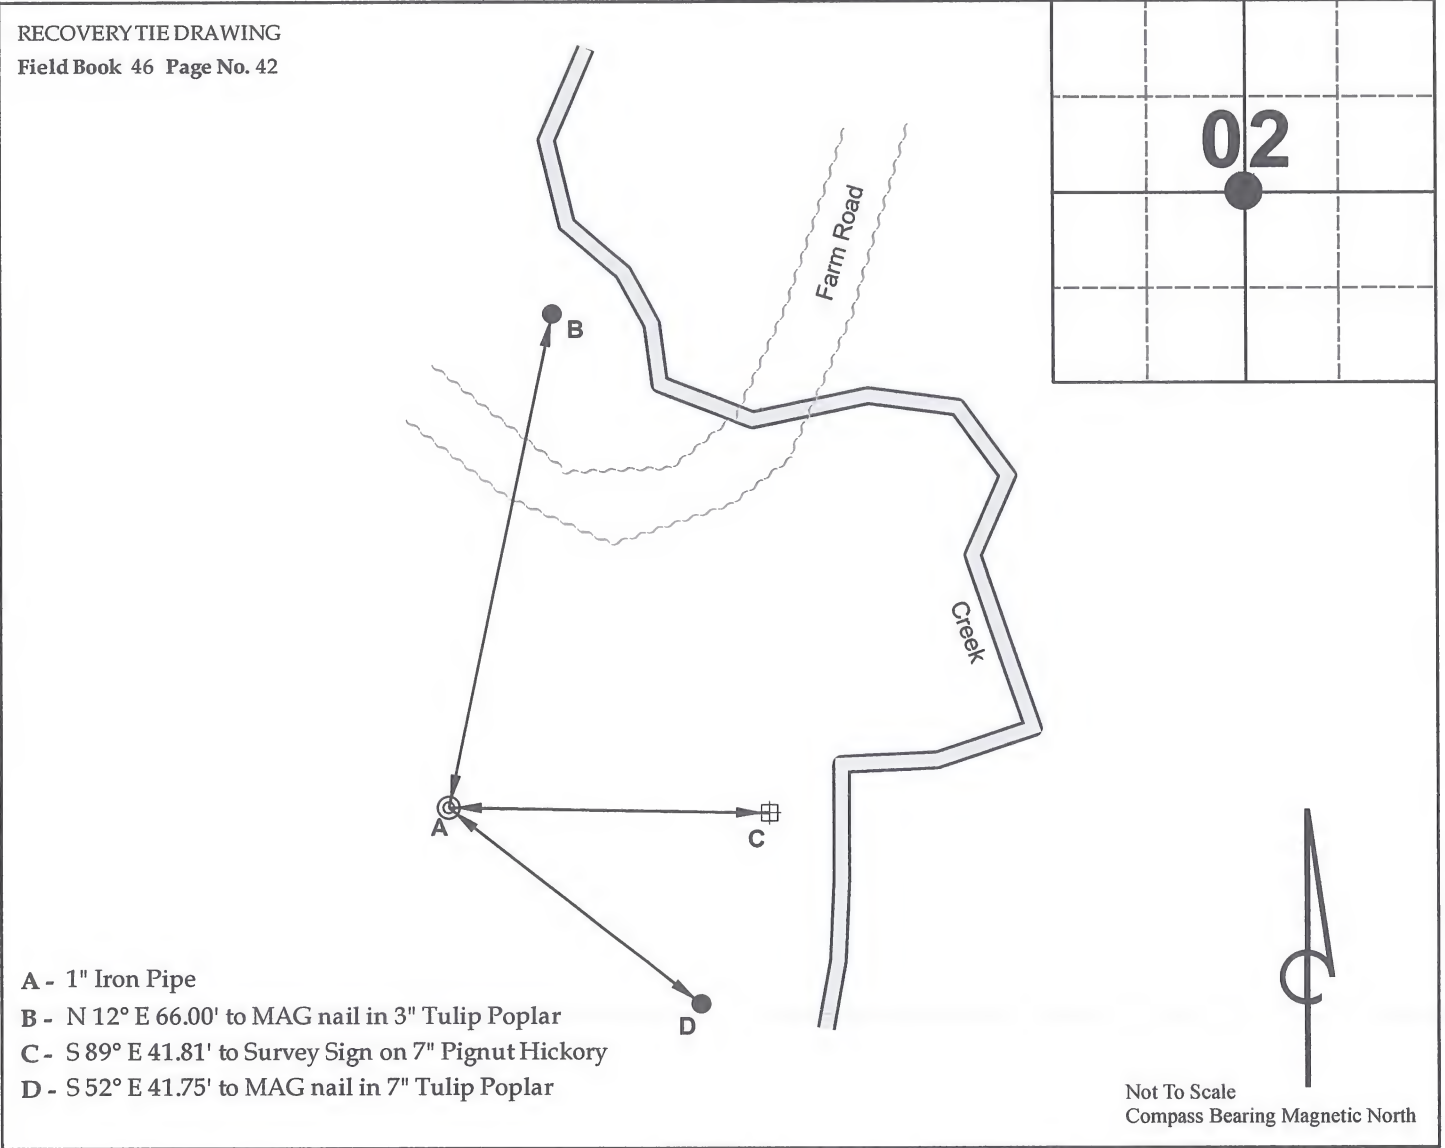 RECOVERY TIE DRAWING
Field Book 46 Page No. 42
02
Farm Road
B
Creek
A
C
D
A - 1" Iron Pipe
B - N 12° E 66.00' to MAG nail in 3" Tulip Poplar
C - S 89° E 41.81' to Survey Sign on 7" Pignut Hickory
D - S 52° E 41.75' to MAG nail in 7" Tulip Poplar
Not To Scale
Compass Bearing Magnetic North